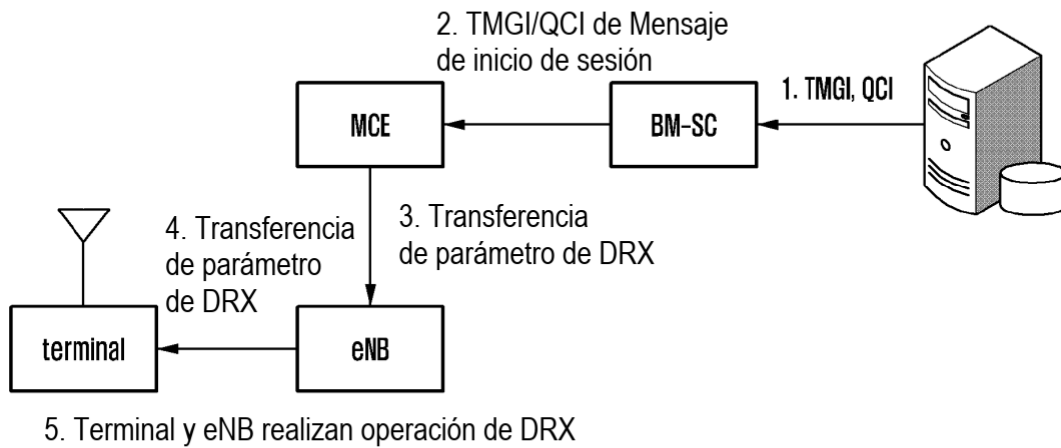 2. TMGI/QCI de Mensaje
de inicio de sesión
1. TMGI, QCI
MCE
BM-SC
4. Transferencia
de parámetro
de DRX
3. Transferencia
de parámetro de DRX
terminal
eNB
5. Terminal y eNB realizan operación de DRX